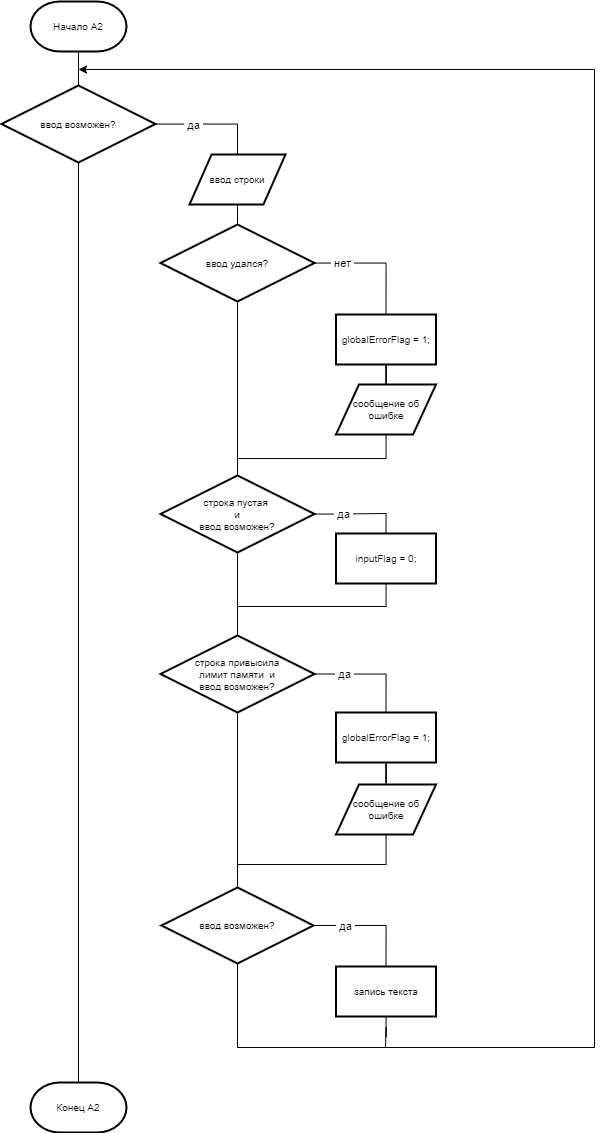 Начало A2
ввод возможен?
да
ввод строки
ввод удался?
нет
globalErrorFlag = 1;
сообщение об
ошибке
строка пустая
и
ввод возможен?
да
inputFlag = 0;
строка привысила
лимит памяти и
ввод возможен?
да
globalErrorFlag = 1;
сообщение об
ошибке
ввод возможен?
да
запись текста
Конец A2